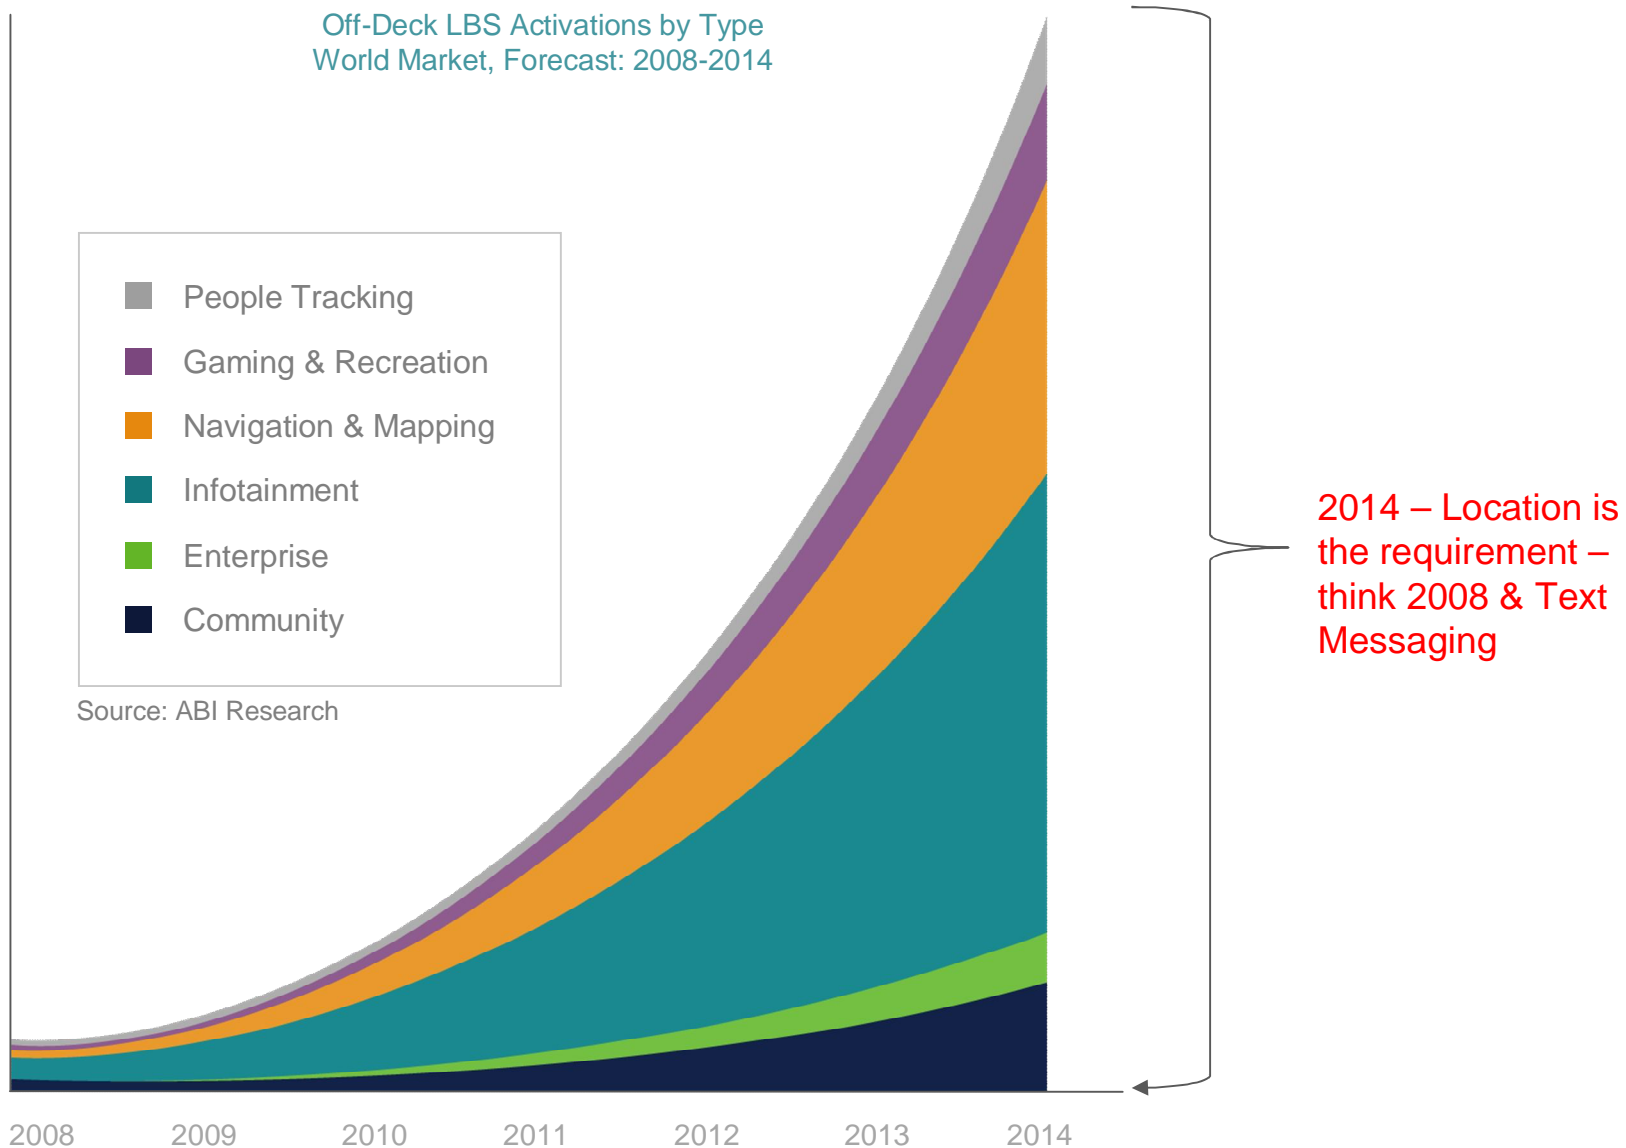 Off-Deck LBS Activations by Type
World Market, Forecast: 2008-2014
People Tracking
Gaming & Recreation
Navigation & Mapping
Infotainment
Enterprise
Community
Source: ABI Research
2014 – Location is
the requirement –
think 2008 & Text
Messaging
2008 2009 2010 2011 2012 2013 2014